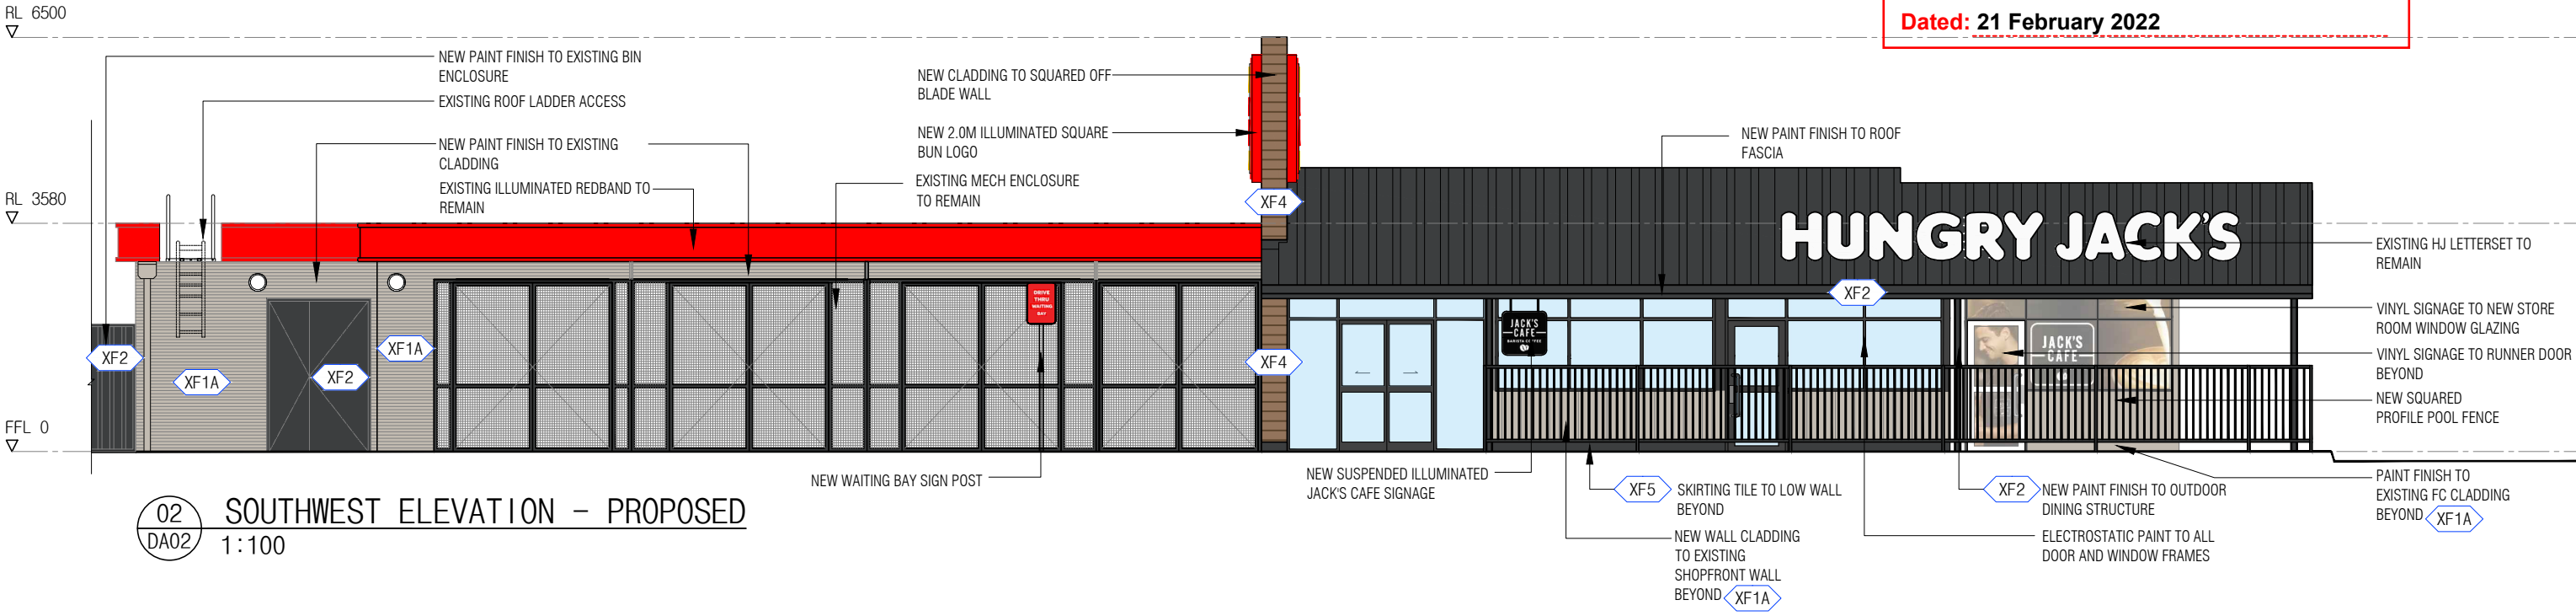 RL 6500
Dated: 21 February 2022
NEW PAINT FINISH TO EXISTING BIN
ENCLOSURE
EXISTING ROOF LADDER ACCESS
NEW PAINT FINISH TO EXISTING
CLADDING
EXISTING ILLUMINATED REDBAND TO
REMAIN
NEW CLADDING TO SQUARED OFF
BLADE WALL
NEW 2.0M ILLUMINATED SQUARE
BUN LOGO
EXISTING MECH ENCLOSURE
TO REMAIN
NEW PAINT FINISH TO ROOF
FASCIA
RL 3580
XF4
HUNGRY JACK'S
EXISTING HJ LETTERSET TO
REMAIN
XF2
DRIVE
THRU
WAITING
BAY
JACK'S
CAFE
BARISTA COFFEE
JACK'S
CAFE
VINYL SIGNAGE TO NEW STORE
ROOM WINDOW GLAZING
VINYL SIGNAGE TO RUNNER DOOR
BEYOND
NEW SQUARED
PROFILE POOL FENCE
XF2
XF1A
XF2
XF1A
XF4
FFL 0
NEW WAITING BAY SIGN POST
NEW SUSPENDED ILLUMINATED
JACK'S CAFE SIGNAGE
XF5
SKIRTING TILE TO LOW WALL
BEYOND
NEW WALL CLADDING
TO EXISTING
SHOPFRONT WALL
BEYOND XF1A
XF2
NEW PAINT FINISH TO OUTDOOR
DINING STRUCTURE
ELECTROSTATIC PAINT TO ALL
DOOR AND WINDOW FRAMES
PAINT FINISH TO
EXISTING FC CLADDING
BEYOND XF1A
02
DA02
SOUTHWEST ELEVATION - PROPOSED
1:100